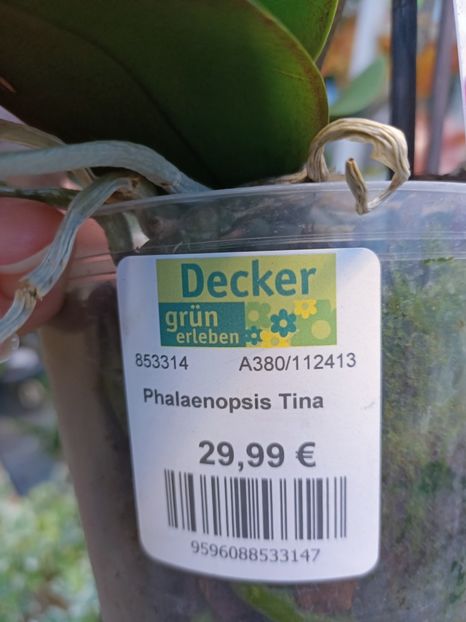 Decker
grün
erleben
853314 A380/112413
Phalaenopsis Tina
29,99 €
9596088533147